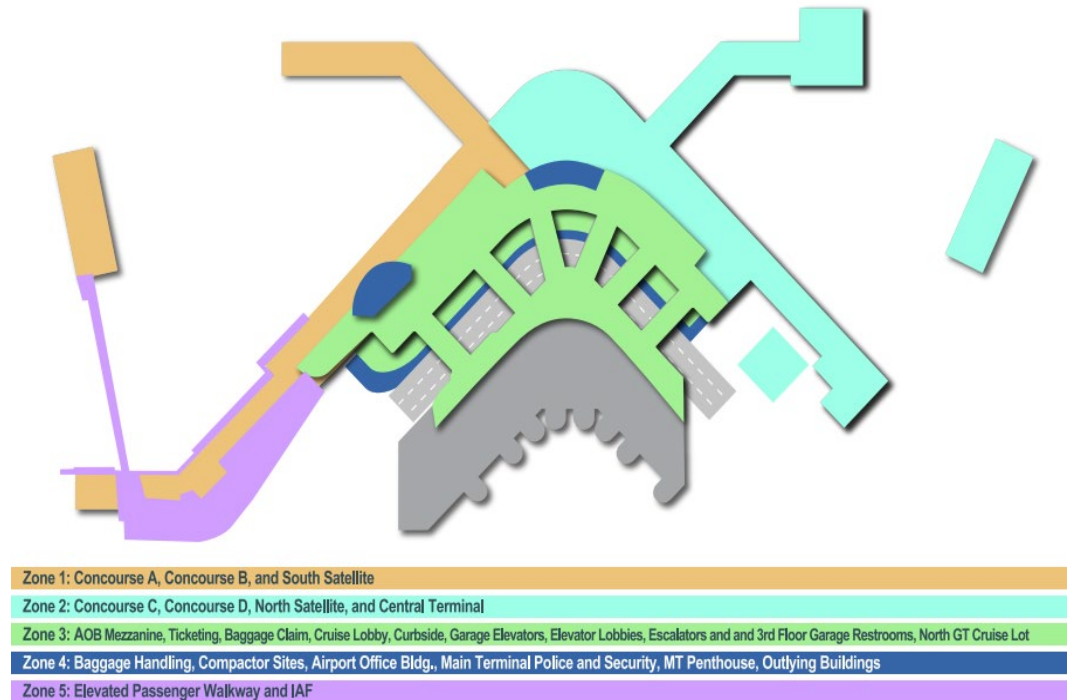 Zone 1: Concourse A, Concourse B, and South Satellite
Zone 2: Concourse C, Concourse D, North Satellite, and Central Terminal
Zone 3: AOB Mezzanine, Ticketing, Baggage Claim, Cruise Lobby, Curbside, Garage Elevators, Elevator Lobbies, Escalators and and 3rd Floor Garage Restrooms, North GT Cruise Lot
Zone 4: Baggage Handling, Compactor Sites, Airport Office Bldg., Main Terminal Police and Security, MT Penthouse, Outlying Buildings
Zone 5: Elevated Passenger Walkway and IAF